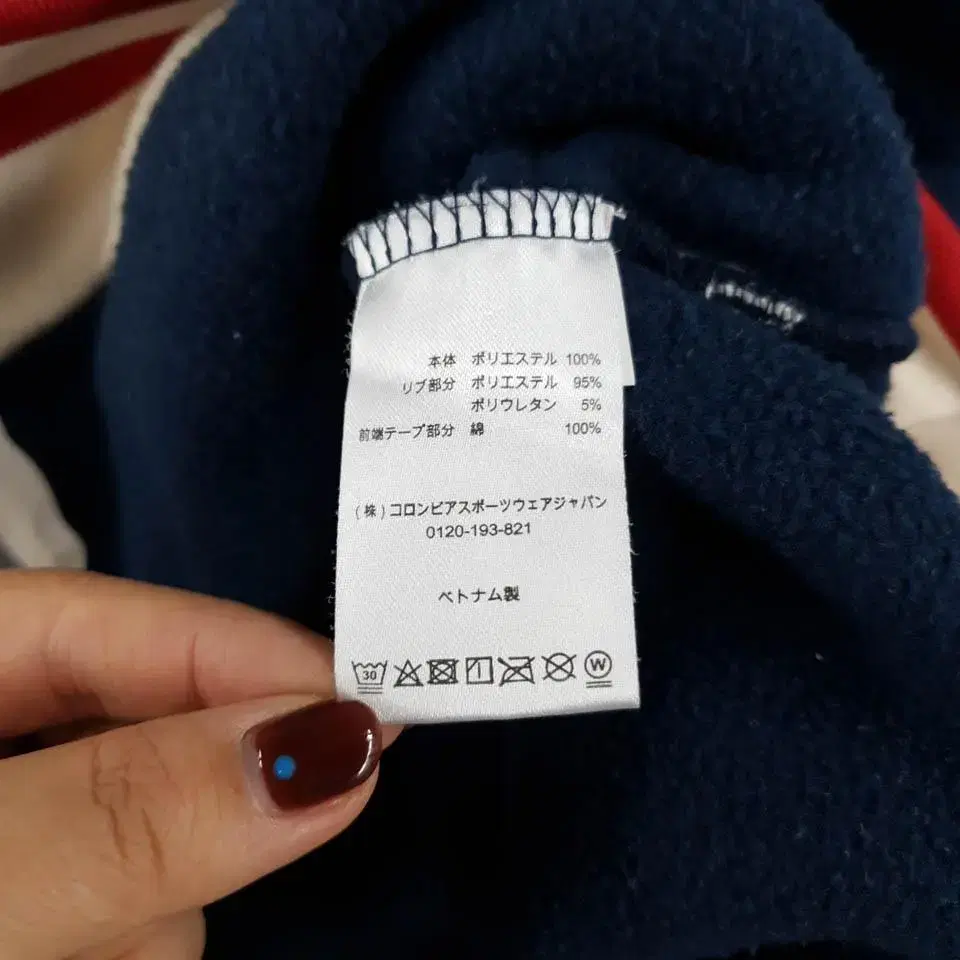 本体 ポリエステル 100%
リブ部分 ポリエステル 95%
ポリウレタン 5%
前端テープ部分 綿 100%
(株)コロンビアスポーツウェアジャパン
0120-193-821
ベトナム製
30 W